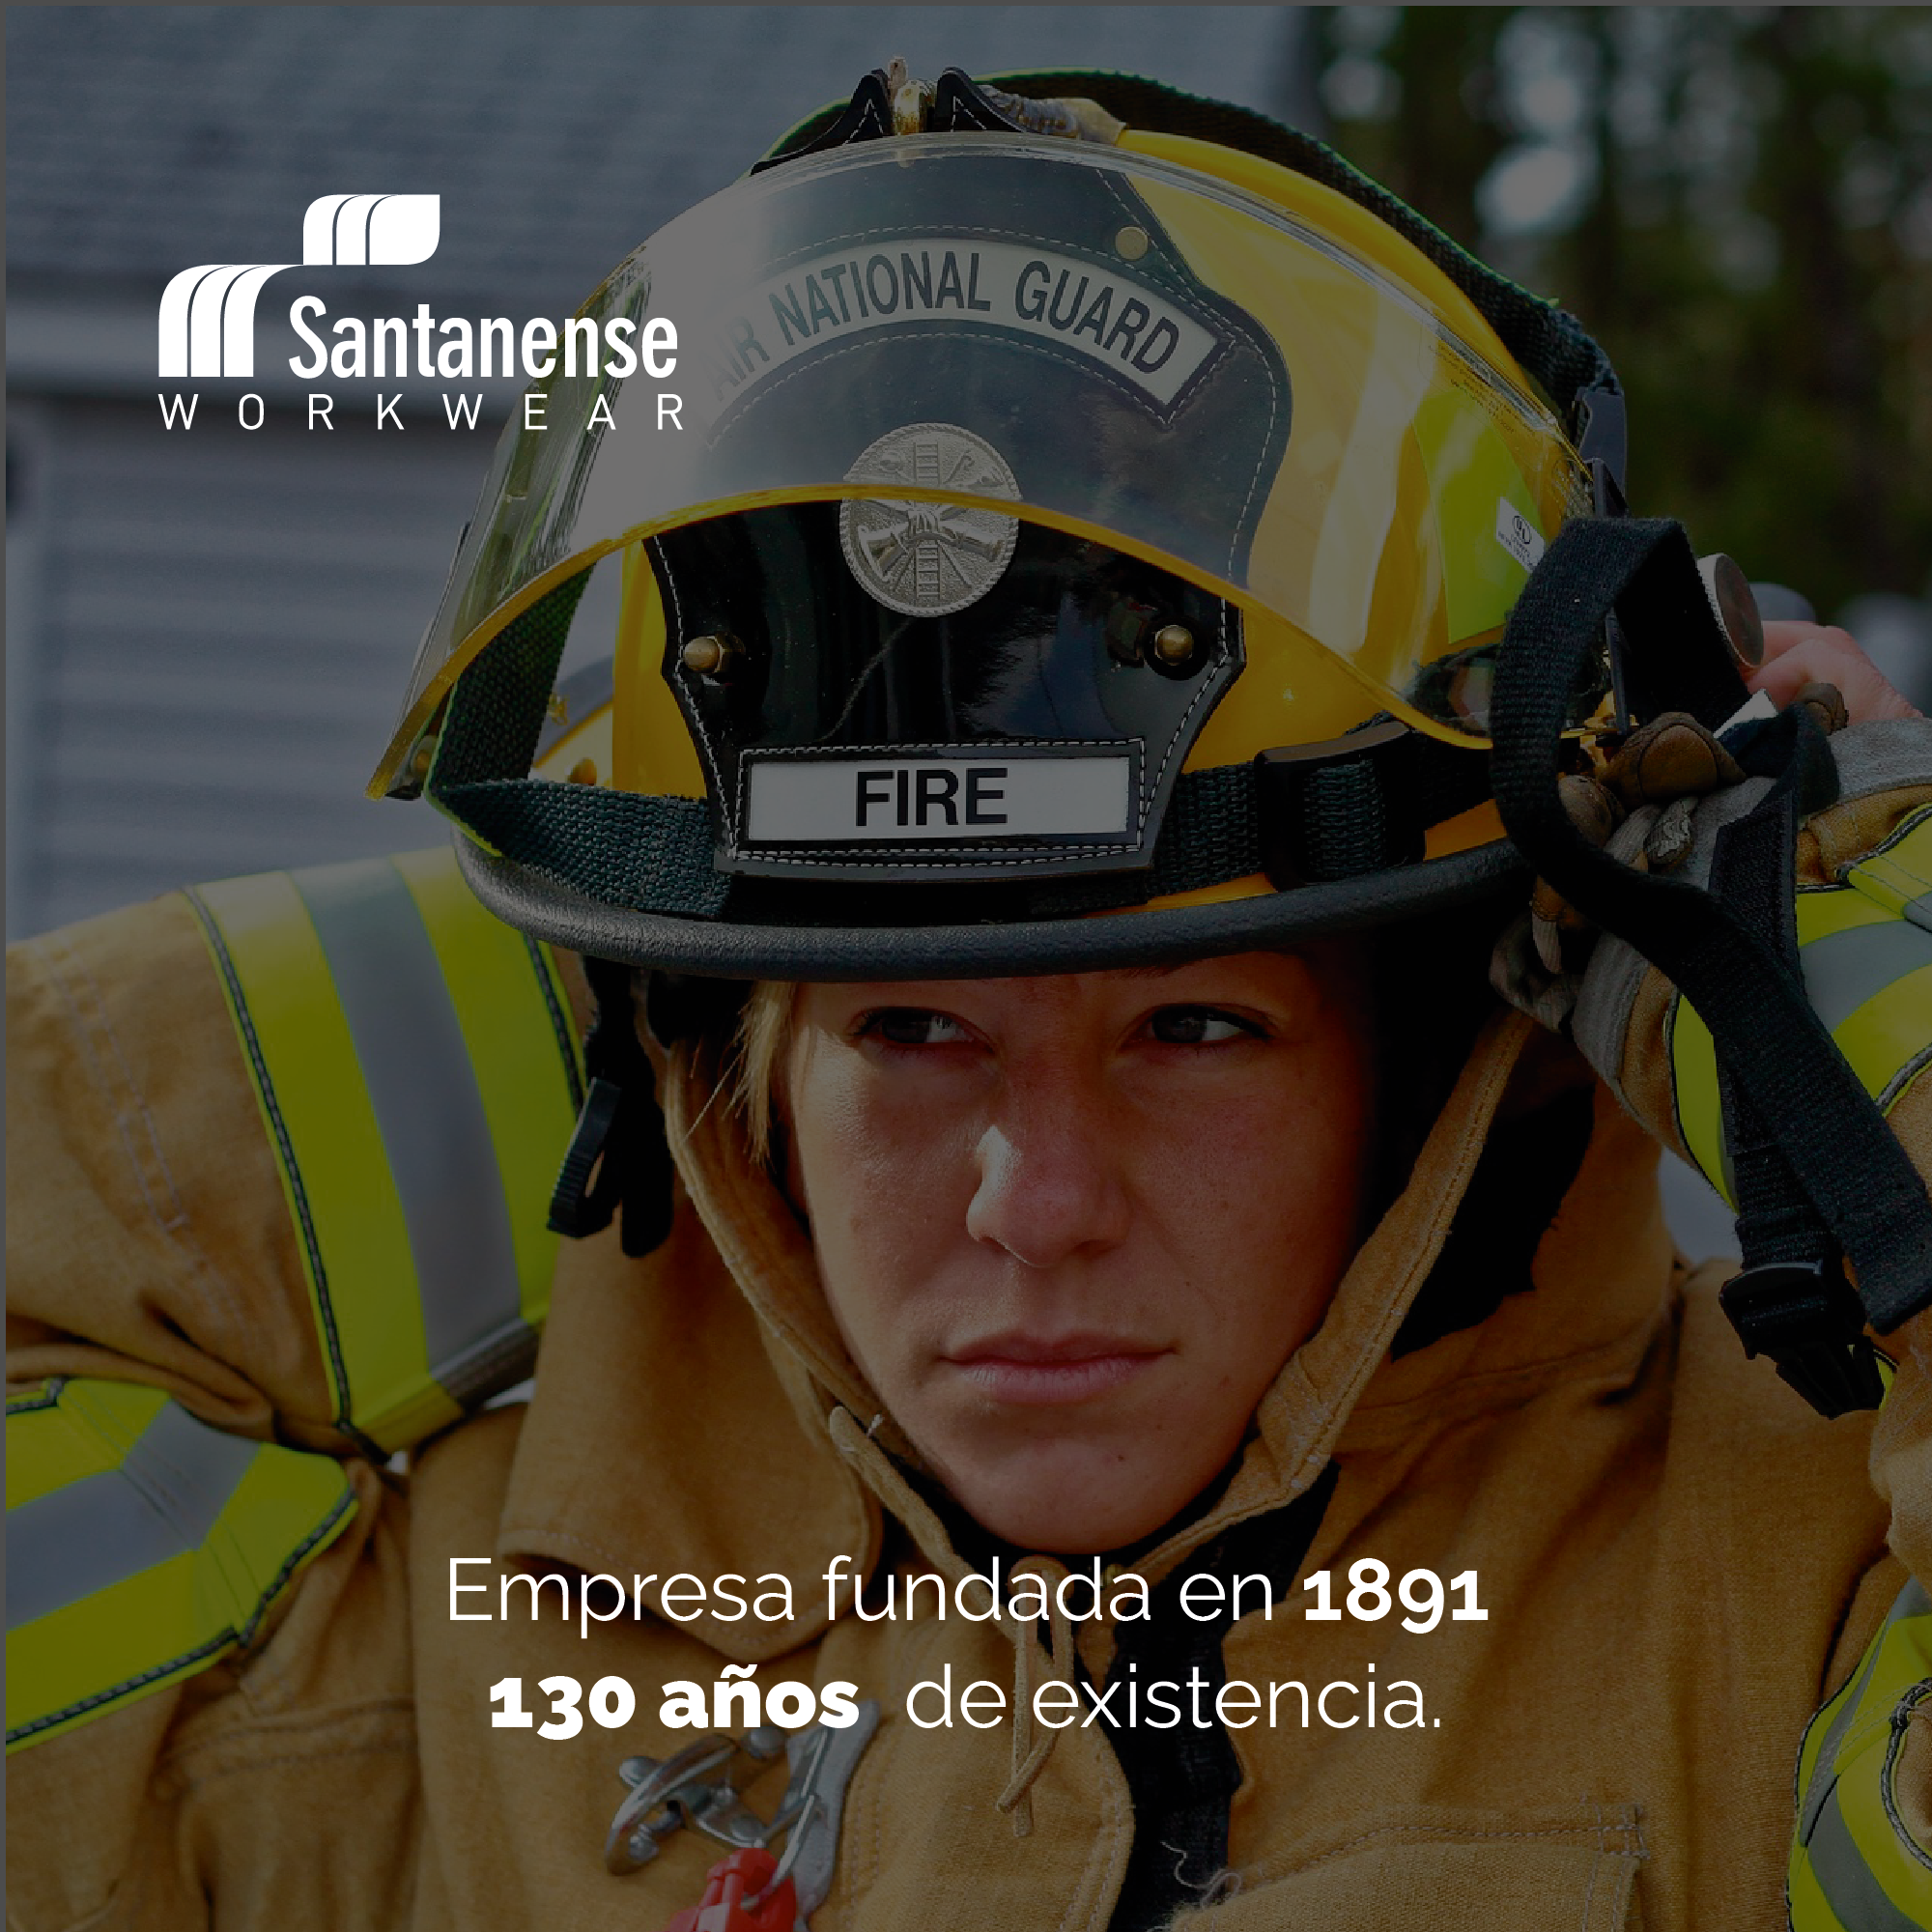 Santanense
WORKWEAR
AIR NATIONAL GUARD
FIRE
Empresa fundada en 1891
130 años de existencia.